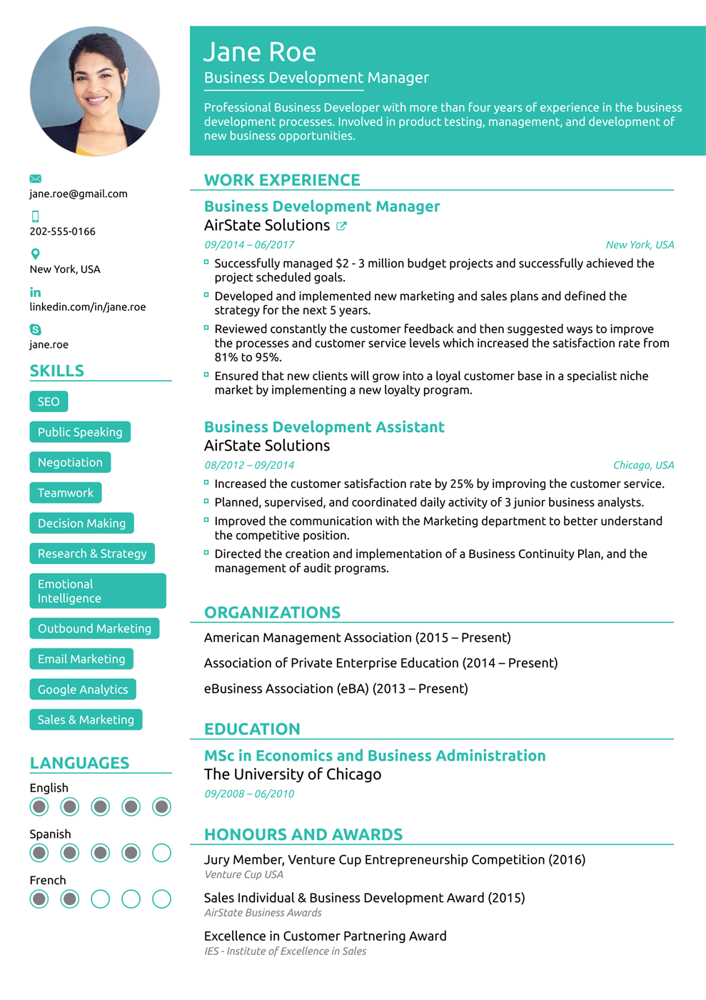 Jane Roe
Business Development Manager
Professional Business Developer with more than four years of experience in the business
development processes. Involved in product testing, management, and development of
new business opportunities.
jane.roe@gmail.com
202-555-0166
New York, USA
linkedin.com/in/jane.roe
jane.roe
SKILLS
SEO
Public Speaking
Negotiation
Teamwork
Decision Making
Research & Strategy
Emotional
Intelligence
Outbound Marketing
Email Marketing
Google Analytics
Sales & Marketing
LANGUAGES
English
Spanish
French
WORK EXPERIENCE
Business Development Manager
AirState Solutions
09/2014 – 06/2017
New York, USA
Successfully managed $2 - 3 million budget projects and successfully achieved the
project scheduled goals.
Developed and implemented new marketing and sales plans and defined the
strategy for the next 5 years.
Reviewed constantly the customer feedback and then suggested ways to improve
the processes and customer service levels which increased the satisfaction rate from
81% to 95%.
Ensured that new clients will grow into a loyal customer base in a specialist niche
market by implementing a new loyalty program.
Business Development Assistant
AirState Solutions
08/2012 – 09/2014
Chicago, USA
Increased the customer satisfaction rate by 25% by improving the customer service.
Planned, supervised, and coordinated daily activity of 3 junior business analysts.
Improved the communication with the Marketing department to better understand
the competitive position.
Directed the creation and implementation of a Business Continuity Plan, and the
management of audit programs.
ORGANIZATIONS
American Management Association (2015 – Present)
Association of Private Enterprise Education (2014 – Present)
eBusiness Association (eBA) (2013 – Present)
EDUCATION
MSc in Economics and Business Administration
The University of Chicago
09/2008 – 06/2010
HONOURS AND AWARDS
Jury Member, Venture Cup Entrepreneurship Competition (2016)
Venture Cup USA
Sales Individual & Business Development Award (2015)
AirState Business Awards
Excellence in Customer Partnering Award
IES - Institute of Excellence in Sales